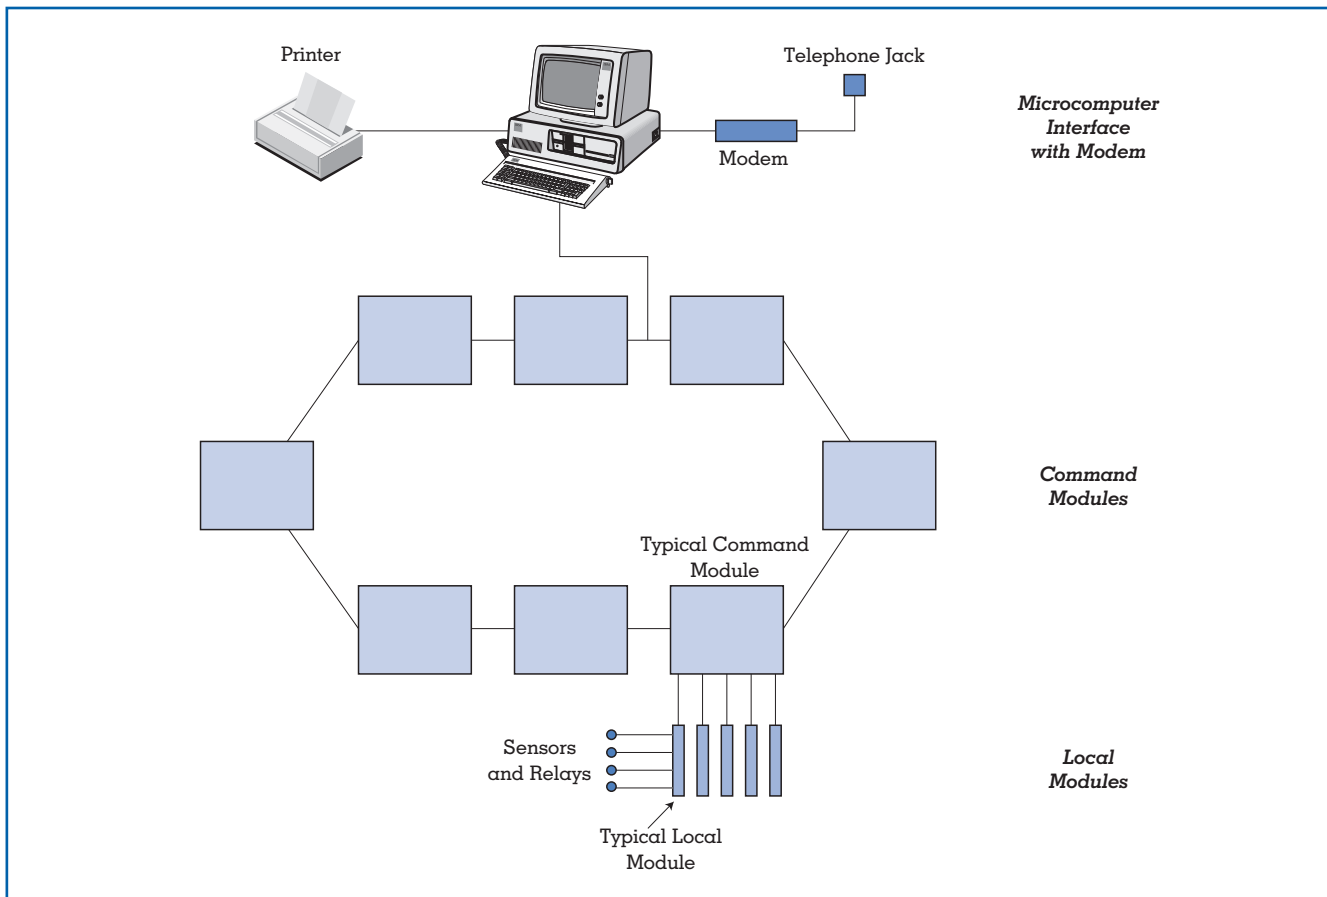 Printer
Telephone Jack
Modem
Microcomputer
Interface
with Modem
Command
Modules
Typical Command
Module
Sensors
and Relays
Local
Modules
Typical Local
Module